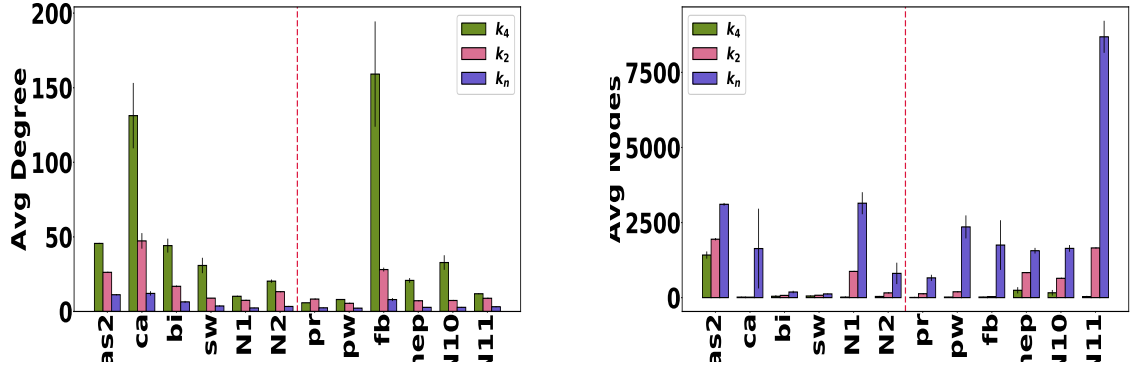 Avg Degree
200
150
100
50
0
k4
k2
kn
as2
ca
bi
sw
N1
N2
pr
pw
fb
hep
N10
N11
Avg Nodes
7500
5000
2500
0
k4
k2
kn
as2
ca
bi
sw
N1
N2
pr
pw
fb
hep
N10
N11